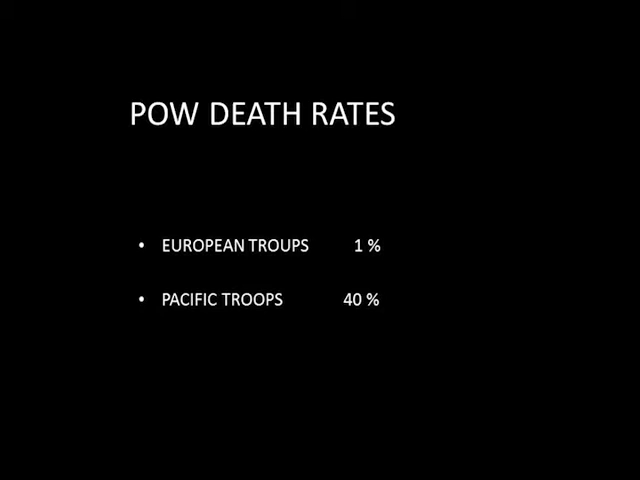 POW DEATH RATES
• EUROPEAN TROUPS 1 %
• PACIFIC TROOPS 40 %